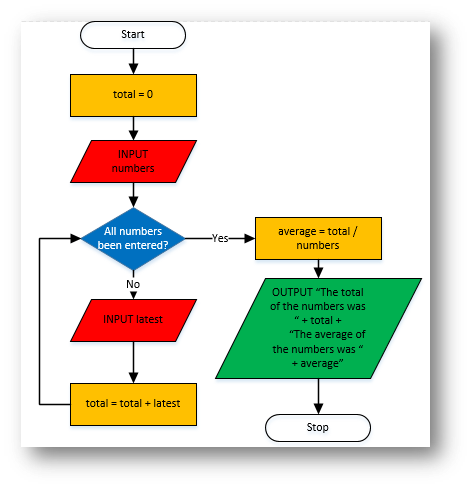 Start
total = 0
INPUT
numbers
All numbers
been entered?
Yes
average = total /
numbers
No
INPUT latest
OUTPUT “The total
of the numbers was
“ + total +
“The average of
the numbers was “
+ average”
total = total + latest
Stop